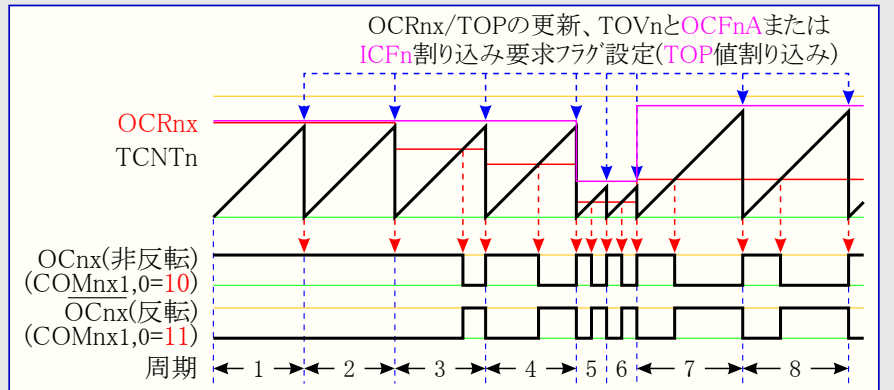 OCRnx/TOPの更新、TOVnとOCFnAまたは
ICFn割り込み要求フラグ設定(TOP値割り込み)
OCRnx
TCNTn
OCnx(非反転)
(COMnx1,0=10)
OCnx(反転)
(COMnx1,0=11)
周期 1 2 3 4 5 6 7 8